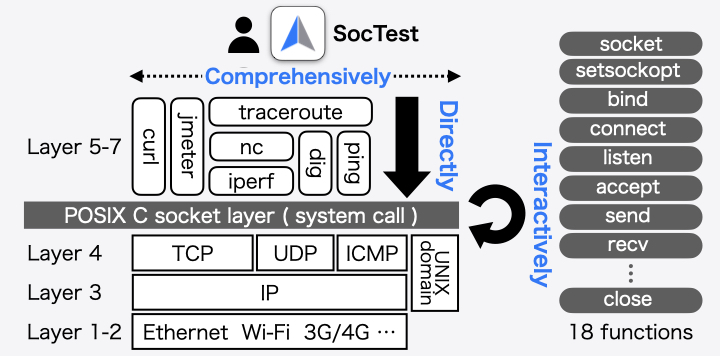 SocTest
Comprehensively
Layer 5-7
curl
jmeter
traceroute
nc
iperf
dig
ping
Directly
POSIX C socket layer ( system call )
Interactively
Layer 4
TCP
UDP
ICMP
UNIX
domain
Layer 3
IP
Layer 1-2
Ethernet Wi-Fi 3G/4G ⋯
socket
setsockopt
bind
connect
listen
accept
send
recv
⋮
close
18 functions